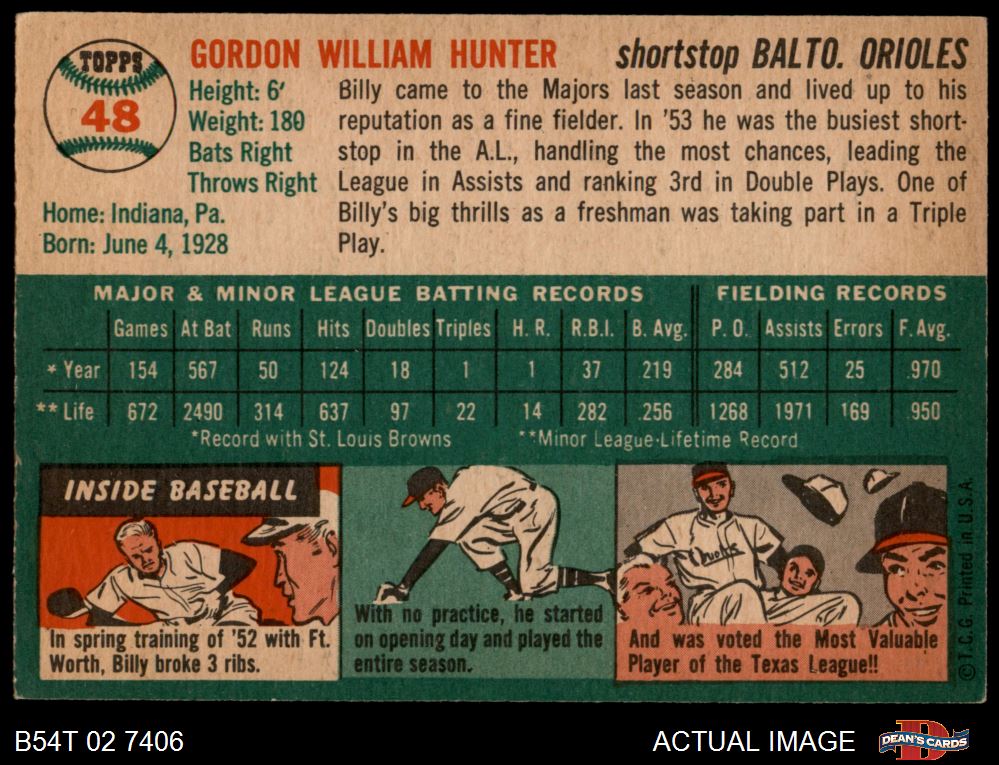 TOPPS
48
GORDON WILLIAM HUNTER
shortstop BALTO. ORIOLES
Height: 6'
Weight: 180
Bats Right
Throws Right
Home: Indiana, Pa.
Born: June 4, 1928
Billy came to the Majors last season and lived up to his
reputation as a fine fielder. In '53 he was the busiest short-
stop in the A.L., handling the most chances, leading the
League in Assists and ranking 3rd in Double Plays. One of
Billy's big thrills as a freshman was taking part in a Triple
Play.
MAJOR & MINOR LEAGUE BATTING RECORDS FIELDING RECORDS
Games At Bat Runs Hits Doubles Triples H. R. R.B.I. B. Avg. P. O. Assists Errors F. Avg.
* Year 154 567 50 124 18 1 1 37 .219 284 512 25 .970
** Life 672 2490 314 637 97 22 14 282 .256 1268 1971 169 .950
*Record with St. Louis Browns **Minor League-Lifetime Record
INSIDE BASEBALL
In spring training of '52 with Ft.
Worth, Billy broke 3 ribs.
With no practice, he started
on opening day and played the
entire season.
And was voted the Most Valuable
Player of the Texas League!!
© T.C.G. Printed in U.S.A.
B54T 02 7406
ACTUAL IMAGE
DEAN'S CARDS